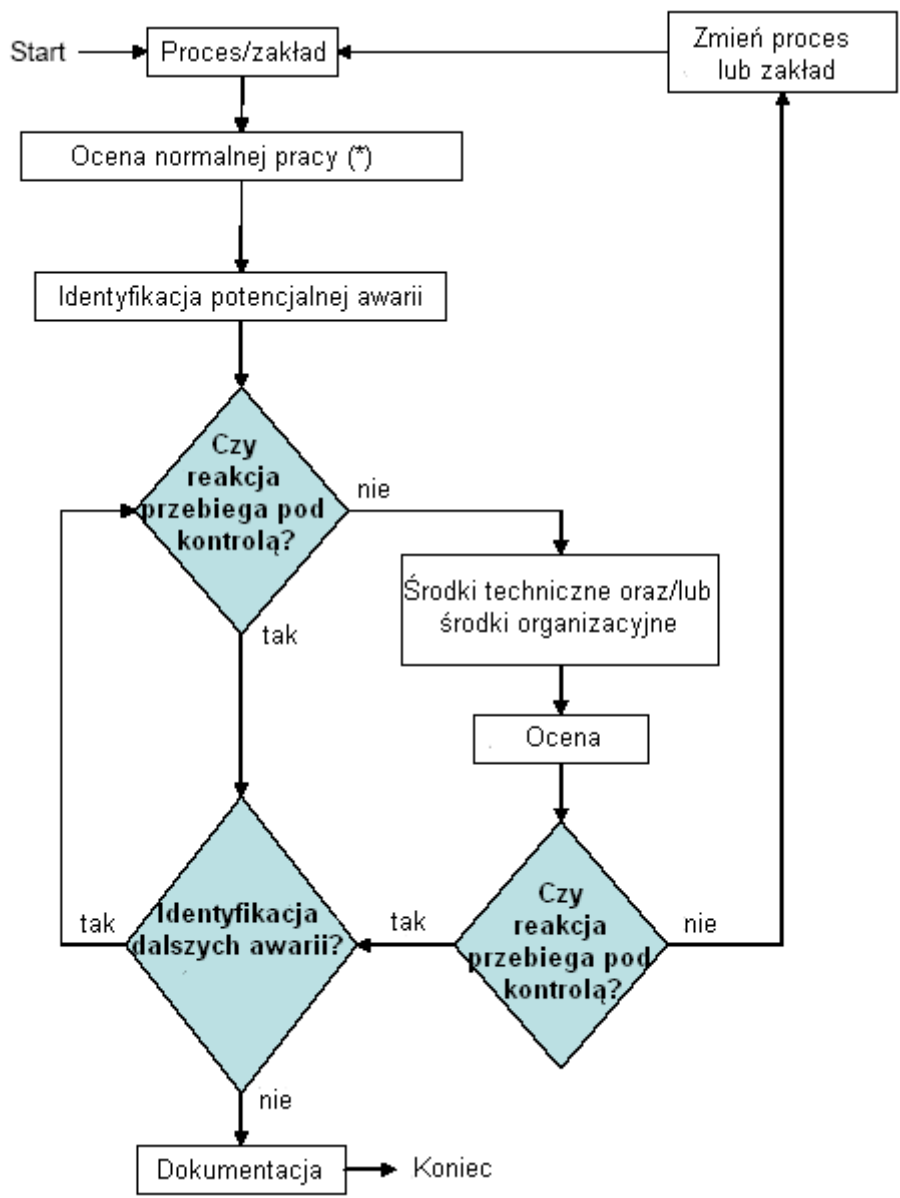 Start
Proces/zakład
Zmień proces
lub zakład
Ocena normalnej pracy (*)
Identyfikacja potencjalnej awarii
Czy
reakcja
przebiega pod
kontrolą?
nie
tak
Środki techniczne oraz/lub
środki organizacyjne
Ocena
Czy
reakcja
przebiega pod
kontrolą?
nie
tak
Identyfikacja
dalszych awarii?
tak
nie
Dokumentacja
Koniec